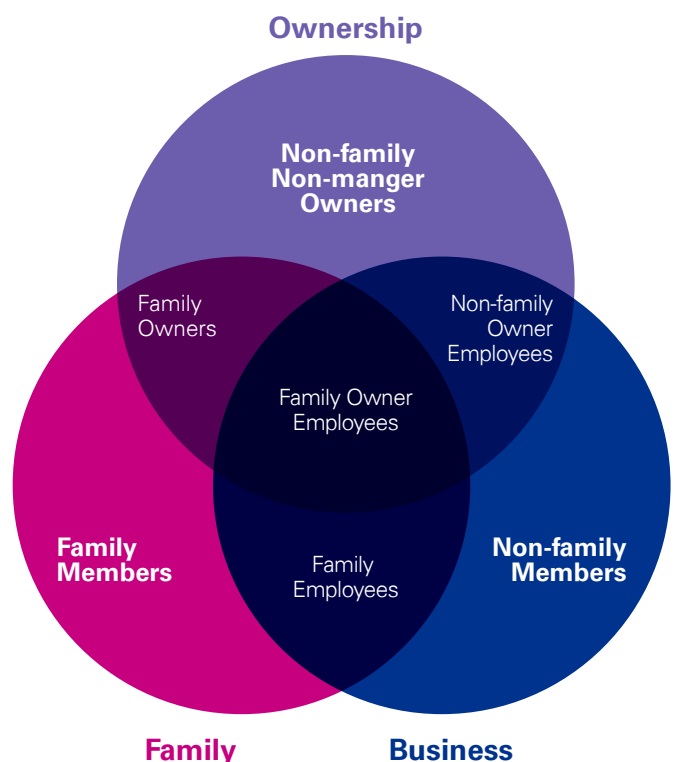 Ownership
Non-family
Non-manger
Owners
Family
Owners
Non-family
Owner
Employees
Family Owner
Employees
Family
Members
Family
Employees
Non-family
Members
Family
Business